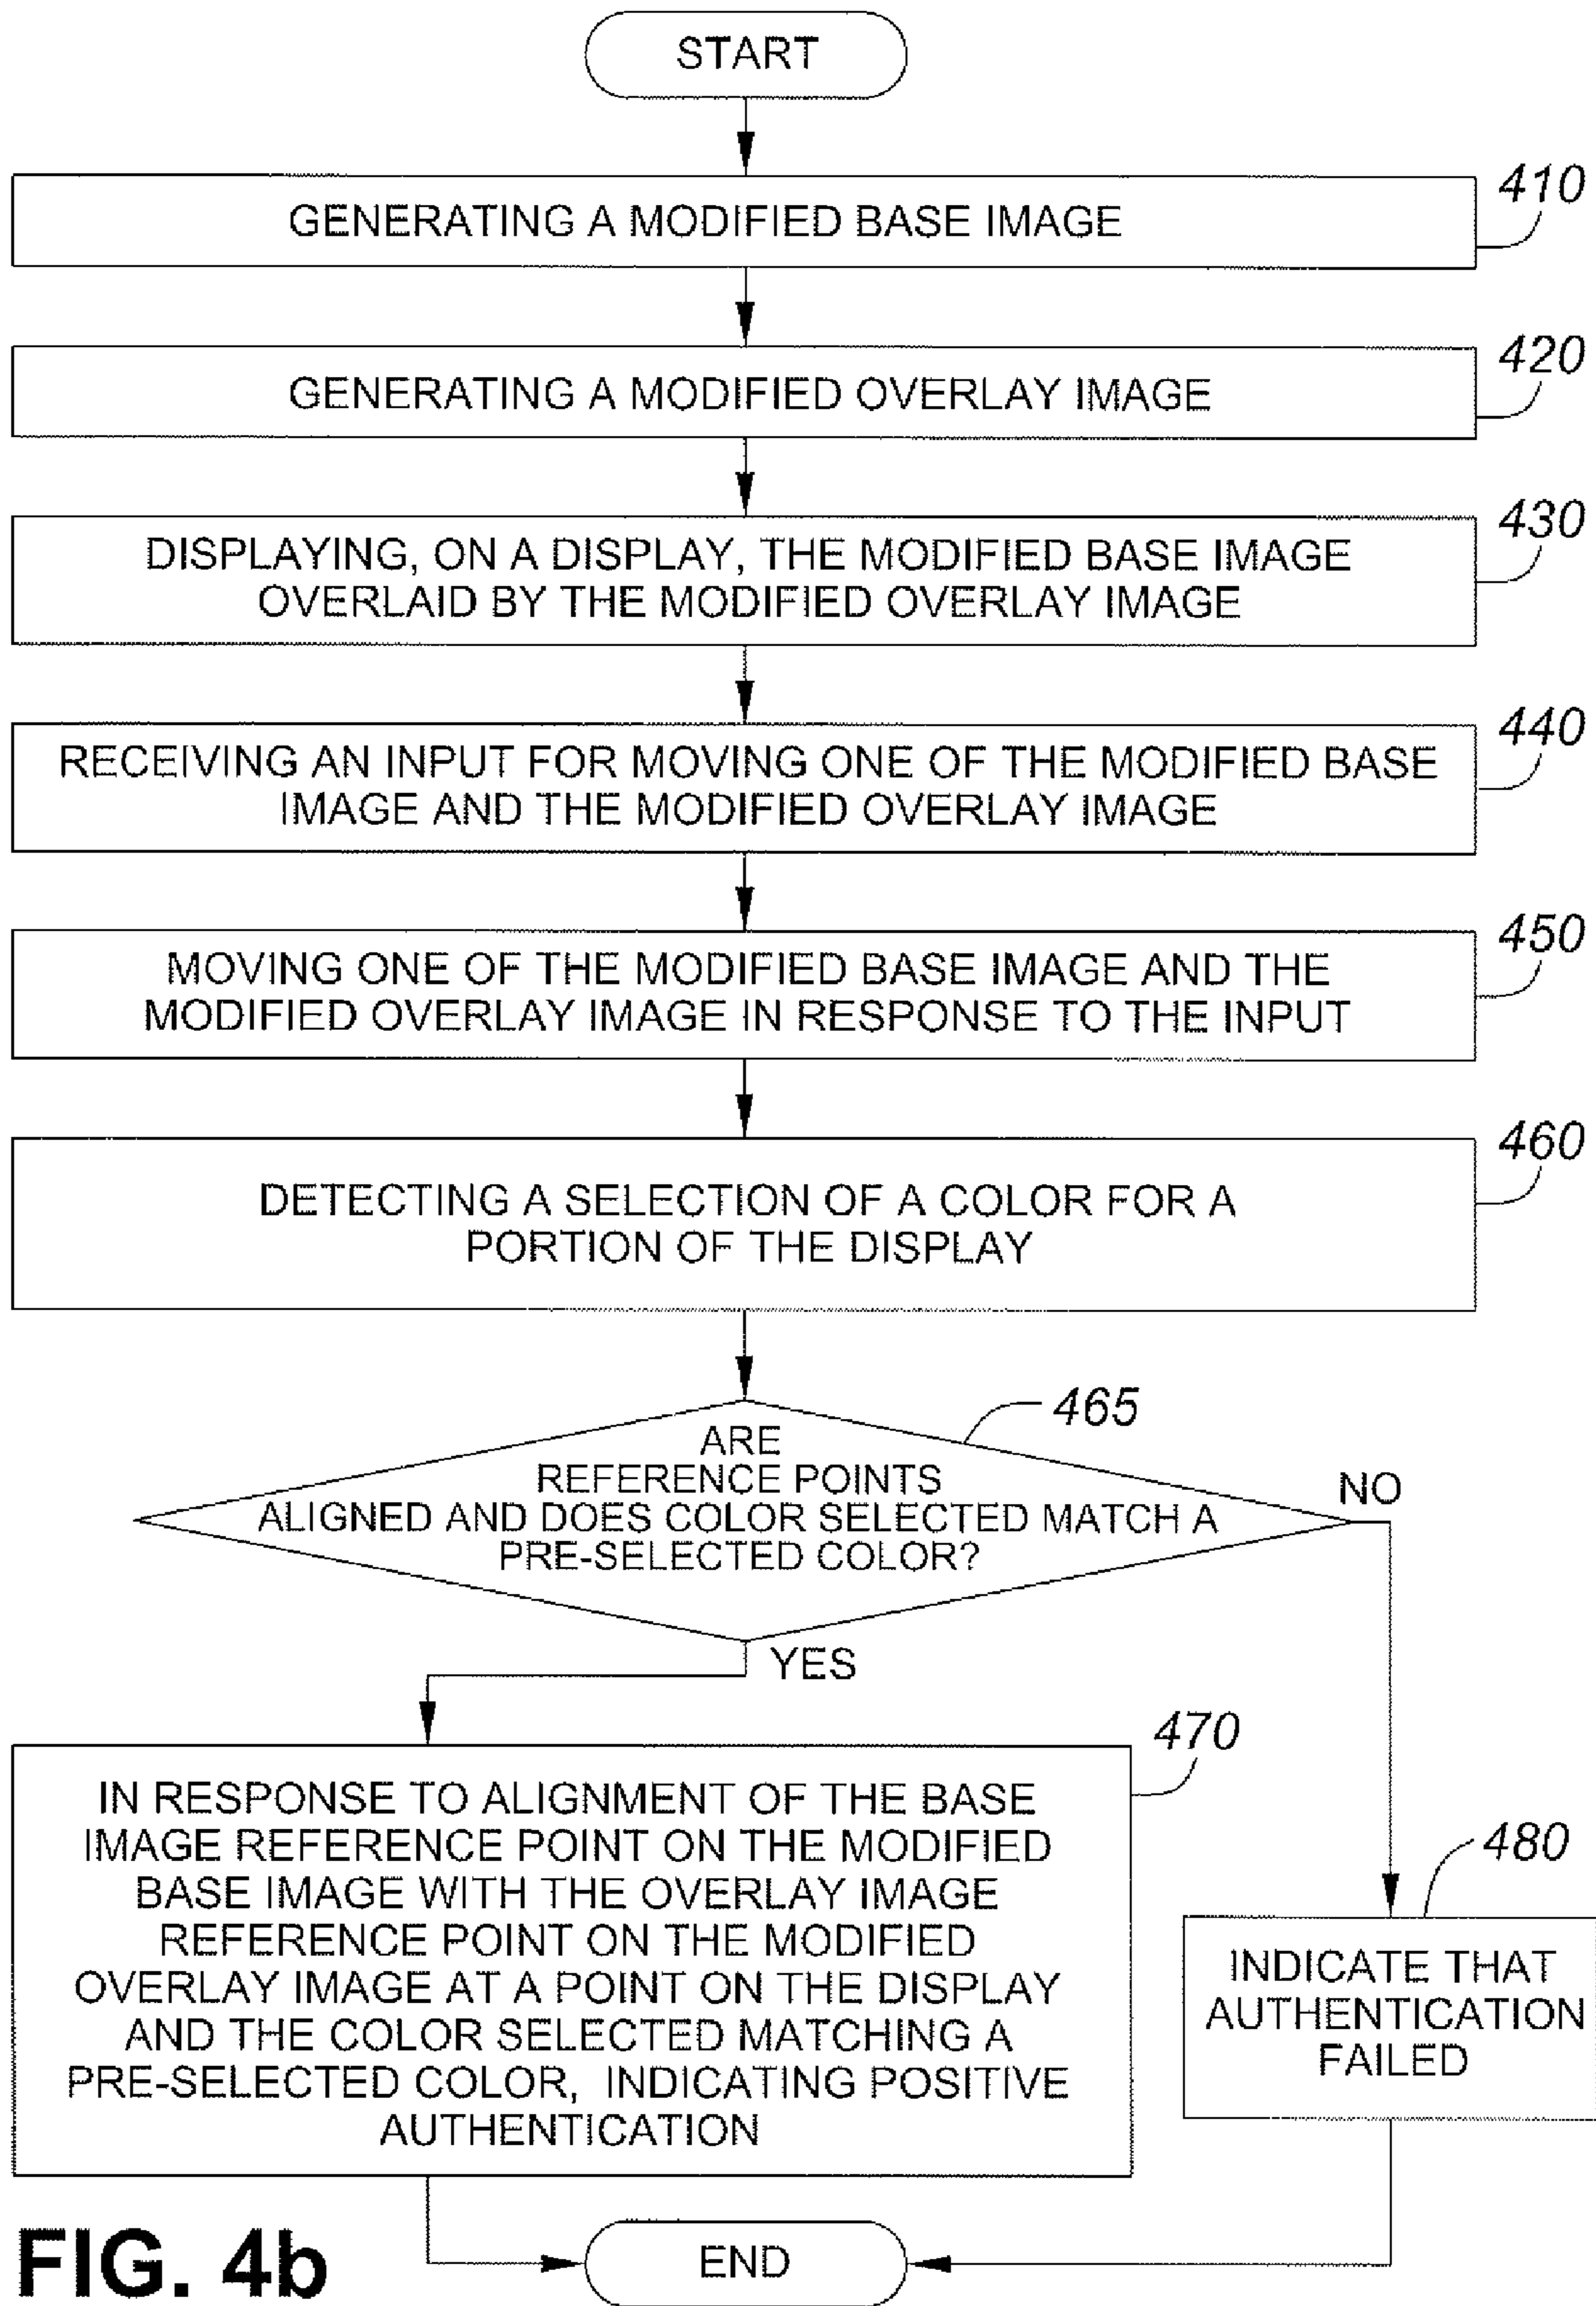 START
410
GENERATING A MODIFIED BASE IMAGE
420
GENERATING A MODIFIED OVERLAY IMAGE
430
DISPLAYING, ON A DISPLAY, THE MODIFIED BASE IMAGE
OVERLAID BY THE MODIFIED OVERLAY IMAGE
440
RECEIVING AN INPUT FOR MOVING ONE OF THE MODIFIED BASE
IMAGE AND THE MODIFIED OVERLAY IMAGE
450
MOVING ONE OF THE MODIFIED BASE IMAGE AND THE
MODIFIED OVERLAY IMAGE IN RESPONSE TO THE INPUT
460
DETECTING A SELECTION OF A COLOR FOR A
PORTION OF THE DISPLAY
465
ARE
REFERENCE POINTS
ALIGNED AND DOES COLOR SELECTED MATCH A
PRE-SELECTED COLOR?
NO
YES
470
IN RESPONSE TO ALIGNMENT OF THE BASE
IMAGE REFERENCE POINT ON THE MODIFIED
BASE IMAGE WITH THE OVERLAY IMAGE
REFERENCE POINT ON THE MODIFIED
OVERLAY IMAGE AT A POINT ON THE DISPLAY
AND THE COLOR SELECTED MATCHING A
PRE-SELECTED COLOR, INDICATING POSITIVE
AUTHENTICATION
480
INDICATE THAT
AUTHENTICATION
FAILED
END
FIG. 4b